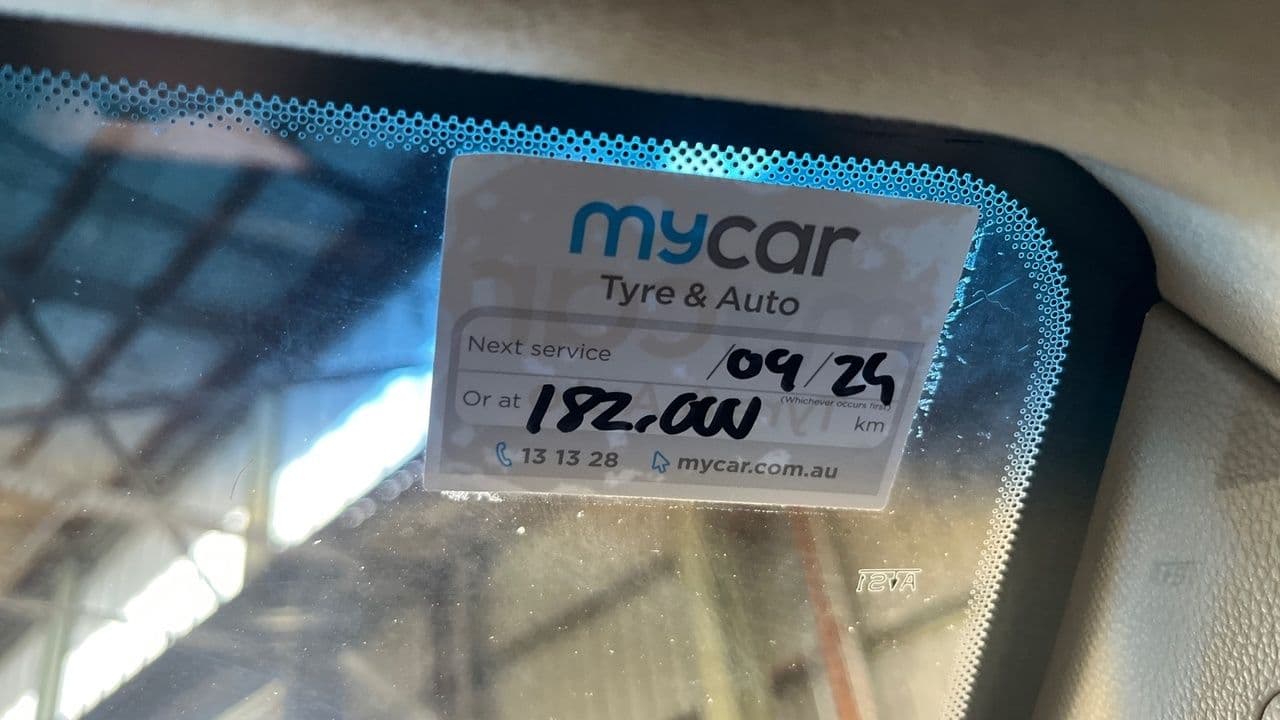 mycar
Tyre & Auto
Next service /09/24
(Whichever occurs first)
Or at 182,000 km
13 13 28 mycar.com.au